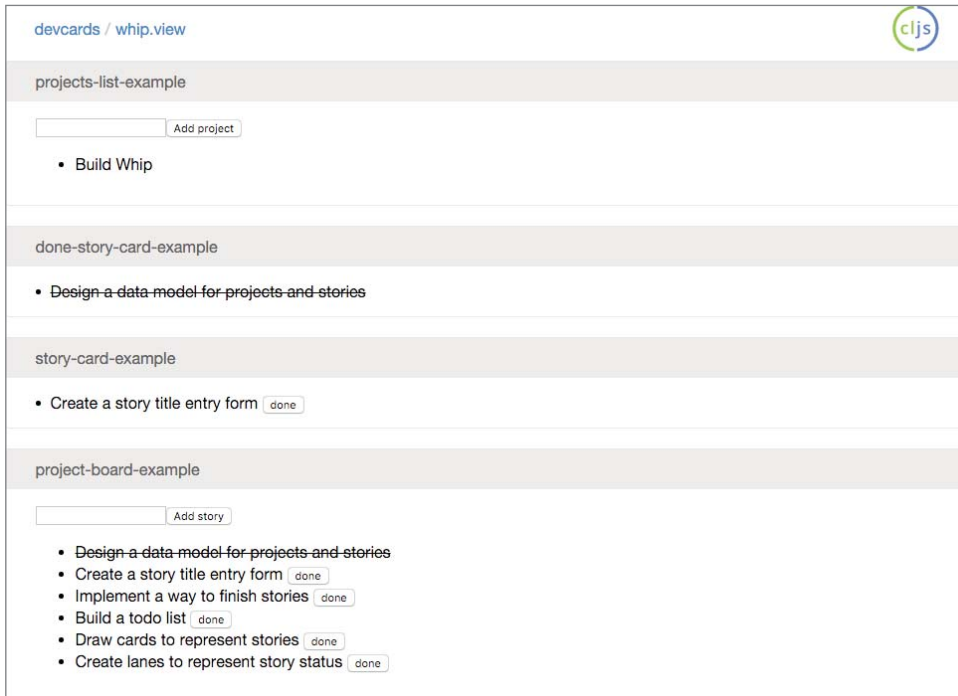 devcards / whip.view
cljs
projects-list-example
Add project
• Build Whip
done-story-card-example
• Design a data model for projects and stories
story-card-example
• Create a story title entry form done
project-board-example
Add story
• Design a data model for projects and stories
• Create a story title entry form done
• Implement a way to finish stories done
• Build a todo list done
• Draw cards to represent stories done
• Create lanes to represent story status done